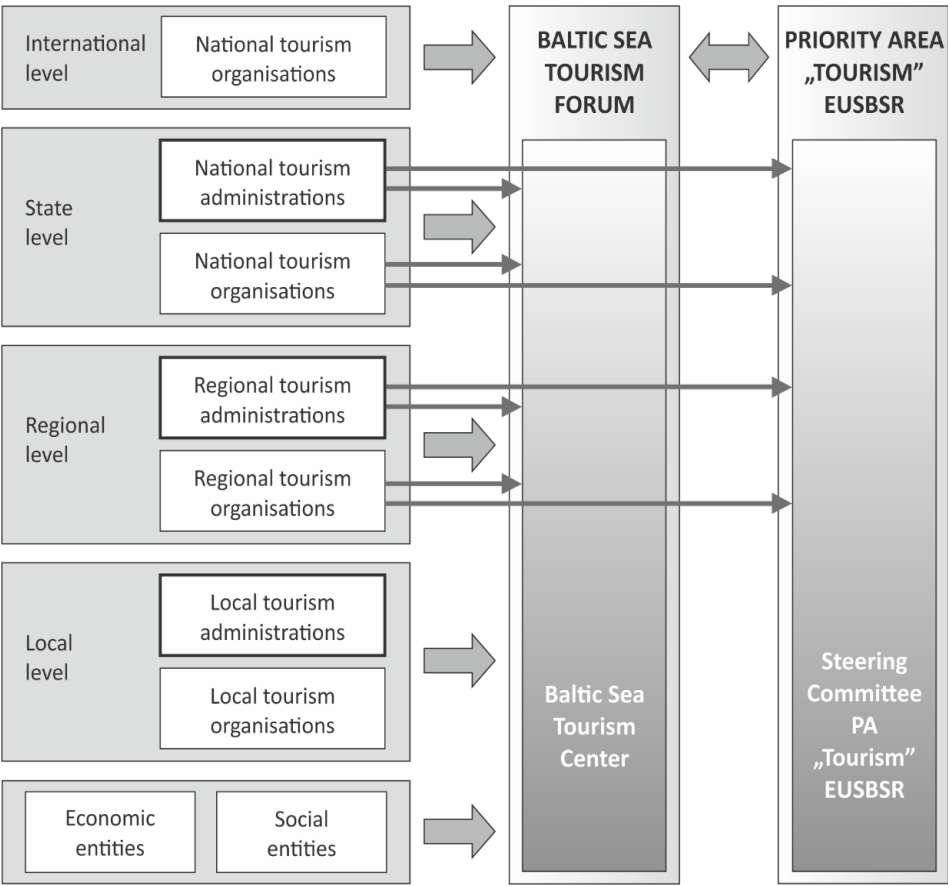 International
level
National tourism
organisations
BALTIC SEA
TOURISM
FORUM
PRIORITY AREA
„TOURISM”
EUSBSR
State
level
National tourism
administrations
National tourism
organisations
Regional
level
Regional tourism
administrations
Regional tourism
organisations
Local
level
Local tourism
administrations
Local tourism
organisations
Baltic Sea
Tourism
Center
Steering
Committee
PA
„Tourism”
EUSBSR
Economic
entities
Social
entities